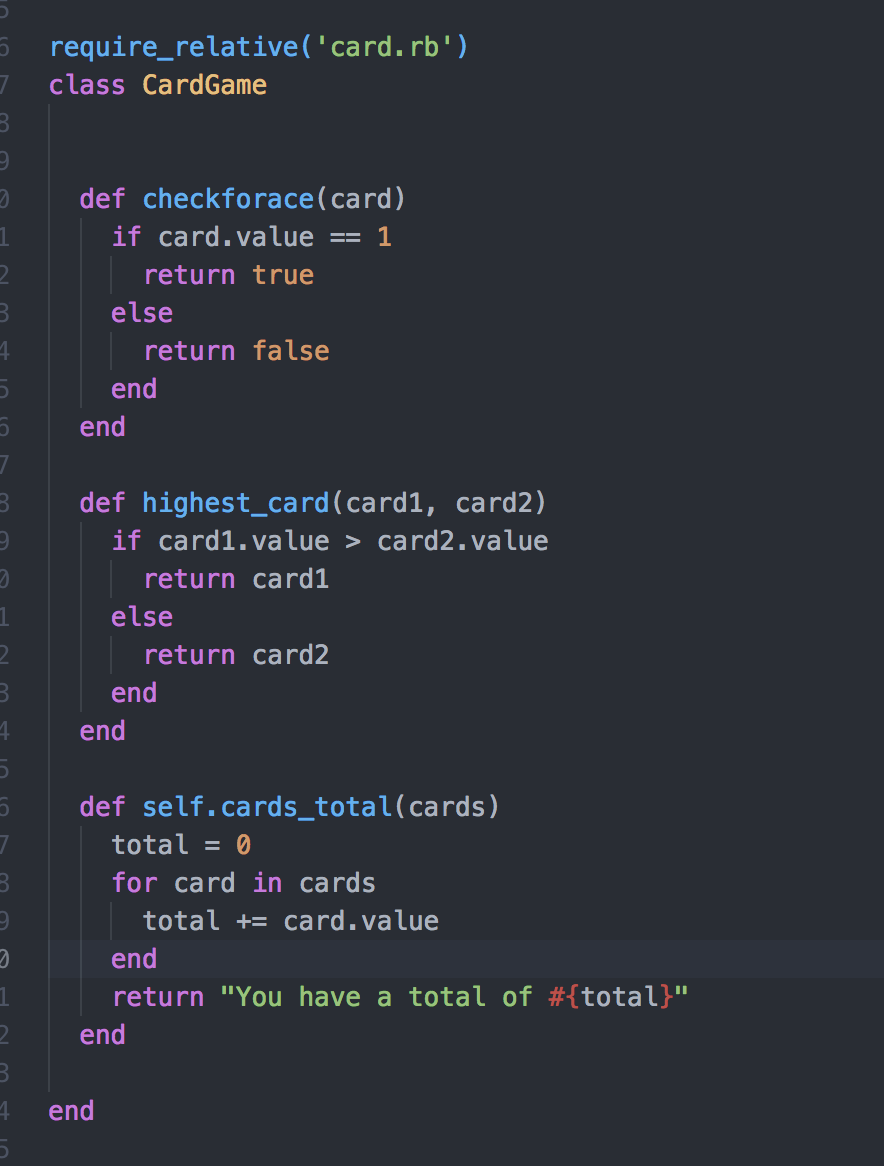 5
6 require_relative('card.rb')
7 class CardGame
8
9
0 def checkforace(card)
1 if card.value == 1
2 return true
3 else
4 return false
5 end
6 end
7
8 def highest_card(card1, card2)
9 if card1.value > card2.value
0 return card1
1 else
2 return card2
3 end
4 end
5
6 def self.cards_total(cards)
7 total = 0
8 for card in cards
9 total += card.value
0 end
1 return "You have a total of #{total}"
2 end
3
4 end
5